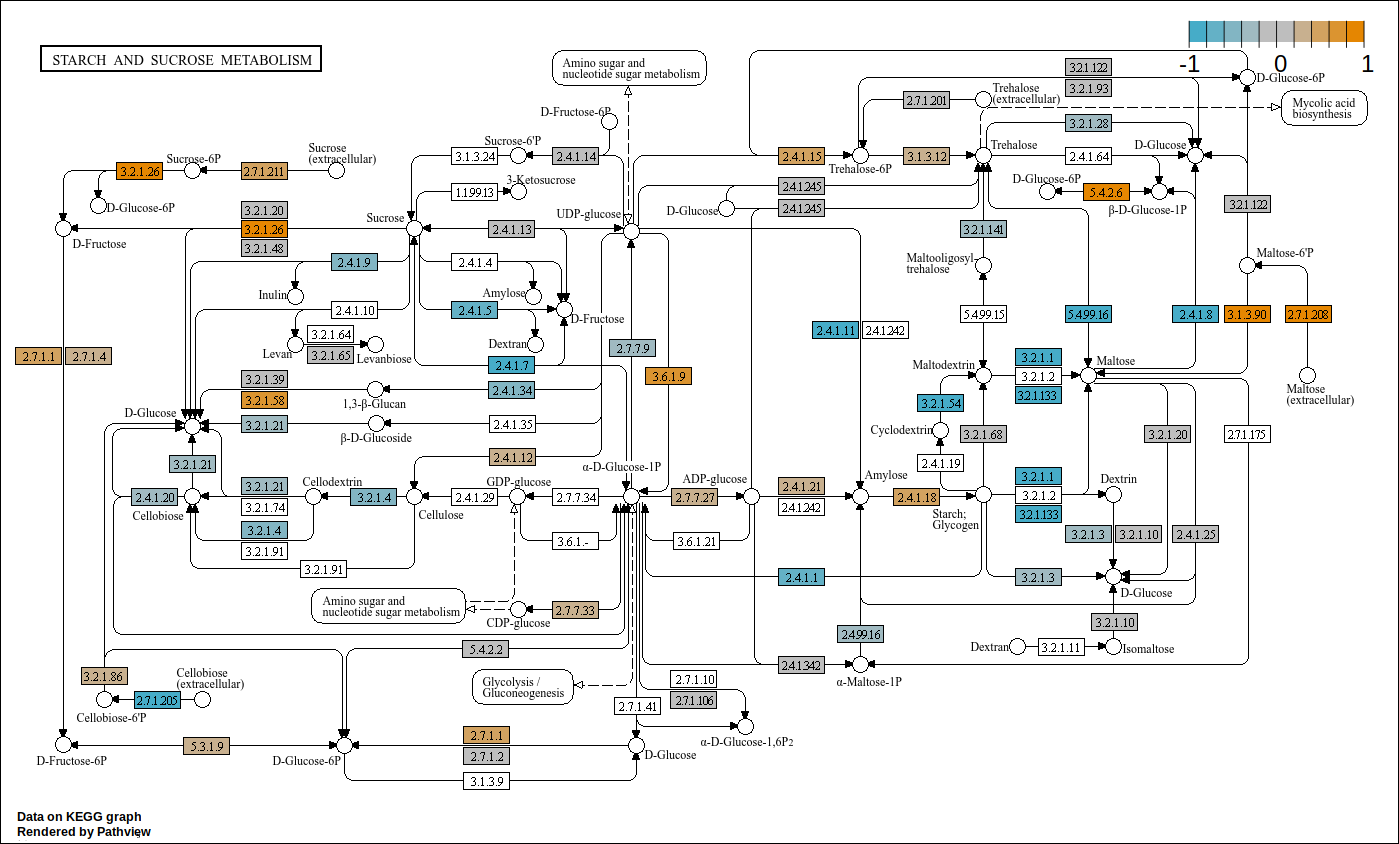 STARCH AND SUCROSE METABOLISM
-1
0
1
Amino sugar and
nucleotide sugar metabolism
3.2.1.122
D-Glucose-6P
3.2.1.93
Trehalose
(extracellular)
2.7.1.201
Mycolic acid
biosynthesis
D-Fructose-6P
3.2.1.28
Sucrose-6'P
3.1.3.24
2.4.1.14
2.4.1.15
3.1.3.12
Trehalose
2.4.1.64
D-Glucose
Trehalose-6P
Sucrose-6P
Sucrose
(extracellular)
3.2.1.26
2.7.1.211
3-Ketosucrose
1.1.99.13
2.4.1.245
D-Glucose-6P
5.4.2.6
β-D-Glucose-1P
D-Glucose-6P
3.2.1.20
3.2.1.26
3.2.1.48
D-Fructose
Sucrose
UDP-glucose
2.4.1.13
D-Glucose
2.4.1.245
3.2.1.122
3.2.1.141
2.4.1.9
2.4.1.4
Maltooligosyl-
trehalose
Maltose-6'P
Inulin
Amylose
2.4.1.10
2.4.1.5
D-Fructose
5.4.99.15
5.4.99.16
2.4.1.8
3.1.3.90
2.7.1.208
2.4.1.11
2.4.1.242
3.2.1.64
3.2.1.65
Levan
Levanbiose
Dextran
2.7.7.9
2.7.1.1
2.7.1.4
2.4.1.7
3.6.1.9
Maltodextrin
3.2.1.1
3.2.1.2
3.2.1.133
Maltose
3.2.1.39
3.2.1.58
1,3-β-Glucan
2.4.1.34
Maltose
(extracellular)
3.2.1.54
D-Glucose
3.2.1.21
β-D-Glucoside
2.4.1.35
Cyclodextrin
3.2.1.68
3.2.1.20
2.7.1.175
2.4.1.12
2.4.1.19
3.2.1.21
α-D-Glucose-1P
2.4.1.20
Cellobiose
3.2.1.21
3.2.1.74
3.2.1.4
3.2.1.91
Cellodextrin
3.2.1.4
Cellulose
2.4.1.29
GDP-glucose
2.7.7.34
2.7.7.27
ADP-glucose
2.4.1.21
2.4.1.242
Amylose
2.4.1.18
Starch;
Glycogen
3.2.1.1
3.2.1.2
3.2.1.133
Dextrin
3.6.1.-
3.6.1.21
3.2.1.3
3.2.1.10
2.4.1.25
3.2.1.91
2.4.1.1
3.2.1.3
D-Glucose
Amino sugar and
nucleotide sugar metabolism
2.7.7.33
CDP-glucose
3.2.1.10
2.4.99.16
5.4.2.2
Dextran
3.2.1.11
Isomaltose
2.4.1.342
α-Maltose-1P
3.2.1.86
Cellobiose
(extracellular)
2.7.1.205
Cellobiose-6'P
Glycolysis /
Gluconeogenesis
2.7.1.10
2.7.1.106
2.7.1.41
α-D-Glucose-1,6P2
5.3.1.9
2.7.1.1
2.7.1.2
3.1.3.9
D-Fructose-6P
D-Glucose-6P
D-Glucose
Data on KEGG graph
Rendered by Pathview